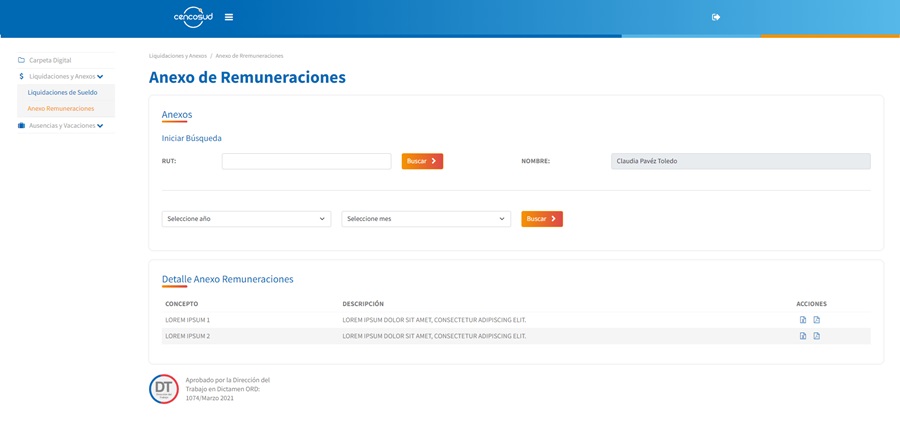 cencosud
Liquidaciones y Anexos / Anexo de Rremuneraciones
Carpeta Digital
Liquidaciones y Anexos
Liquidaciones de Sueldo
Anexo Remuneraciones
Ausencias y Vacaciones
Anexo de Remuneraciones
Anexos
Iniciar Búsqueda
RUT: Buscar NOMBRE: Claudia Pavéz Toledo
Seleccione año Seleccione mes Buscar
Detalle Anexo Remuneraciones
CONCEPTO DESCRIPCIÓN ACCIONES
LOREM IPSUM 1 LOREM IPSUM DOLOR SIT AMET, CONSECTETUR ADIPISCING ELIT.
LOREM IPSUM 2 LOREM IPSUM DOLOR SIT AMET, CONSECTETUR ADIPISCING ELIT.
DT
Aprobado por la Dirección del
Trabajo en Dictamen ORD:
1074/Marzo 2021